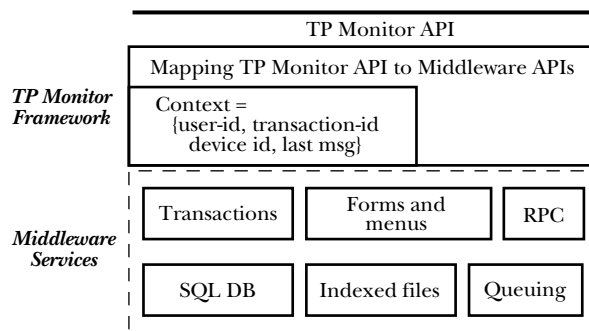 TP Monitor API
Mapping TP Monitor API to Middleware APIs
TP Monitor
Framework
Context =
{user-id, transaction-id
device id, last msg}
Middleware
Services
Transactions
Forms and
menus
RPC
SQL DB
Indexed files
Queuing